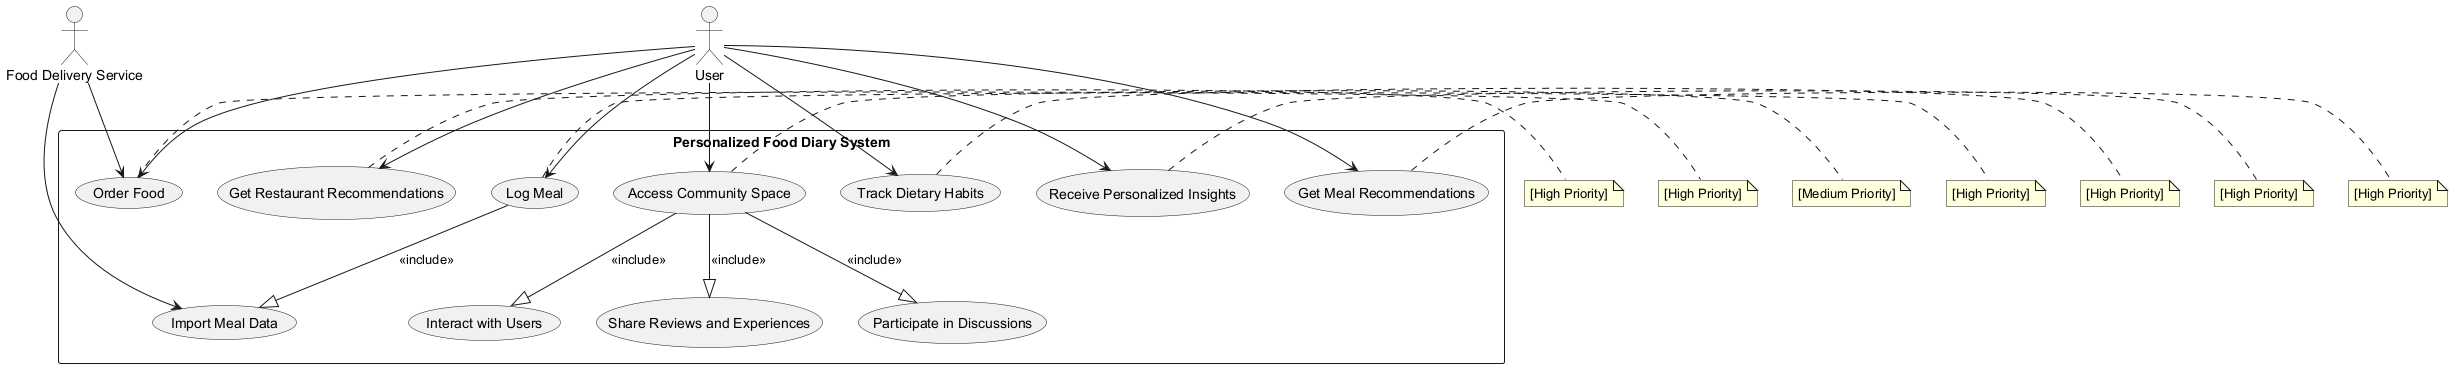 Food Delivery Service
User
Personalized Food Diary System
Order Food
Get Restaurant Recommendations
Log Meal
Access Community Space
Track Dietary Habits
Receive Personalized Insights
Get Meal Recommendations
[High Priority]
[High Priority]
[Medium Priority]
[High Priority]
[High Priority]
[High Priority]
[High Priority]
«include»
«include»
«include»
«include»
Import Meal Data
Interact with Users
Share Reviews and Experiences
Participate in Discussions